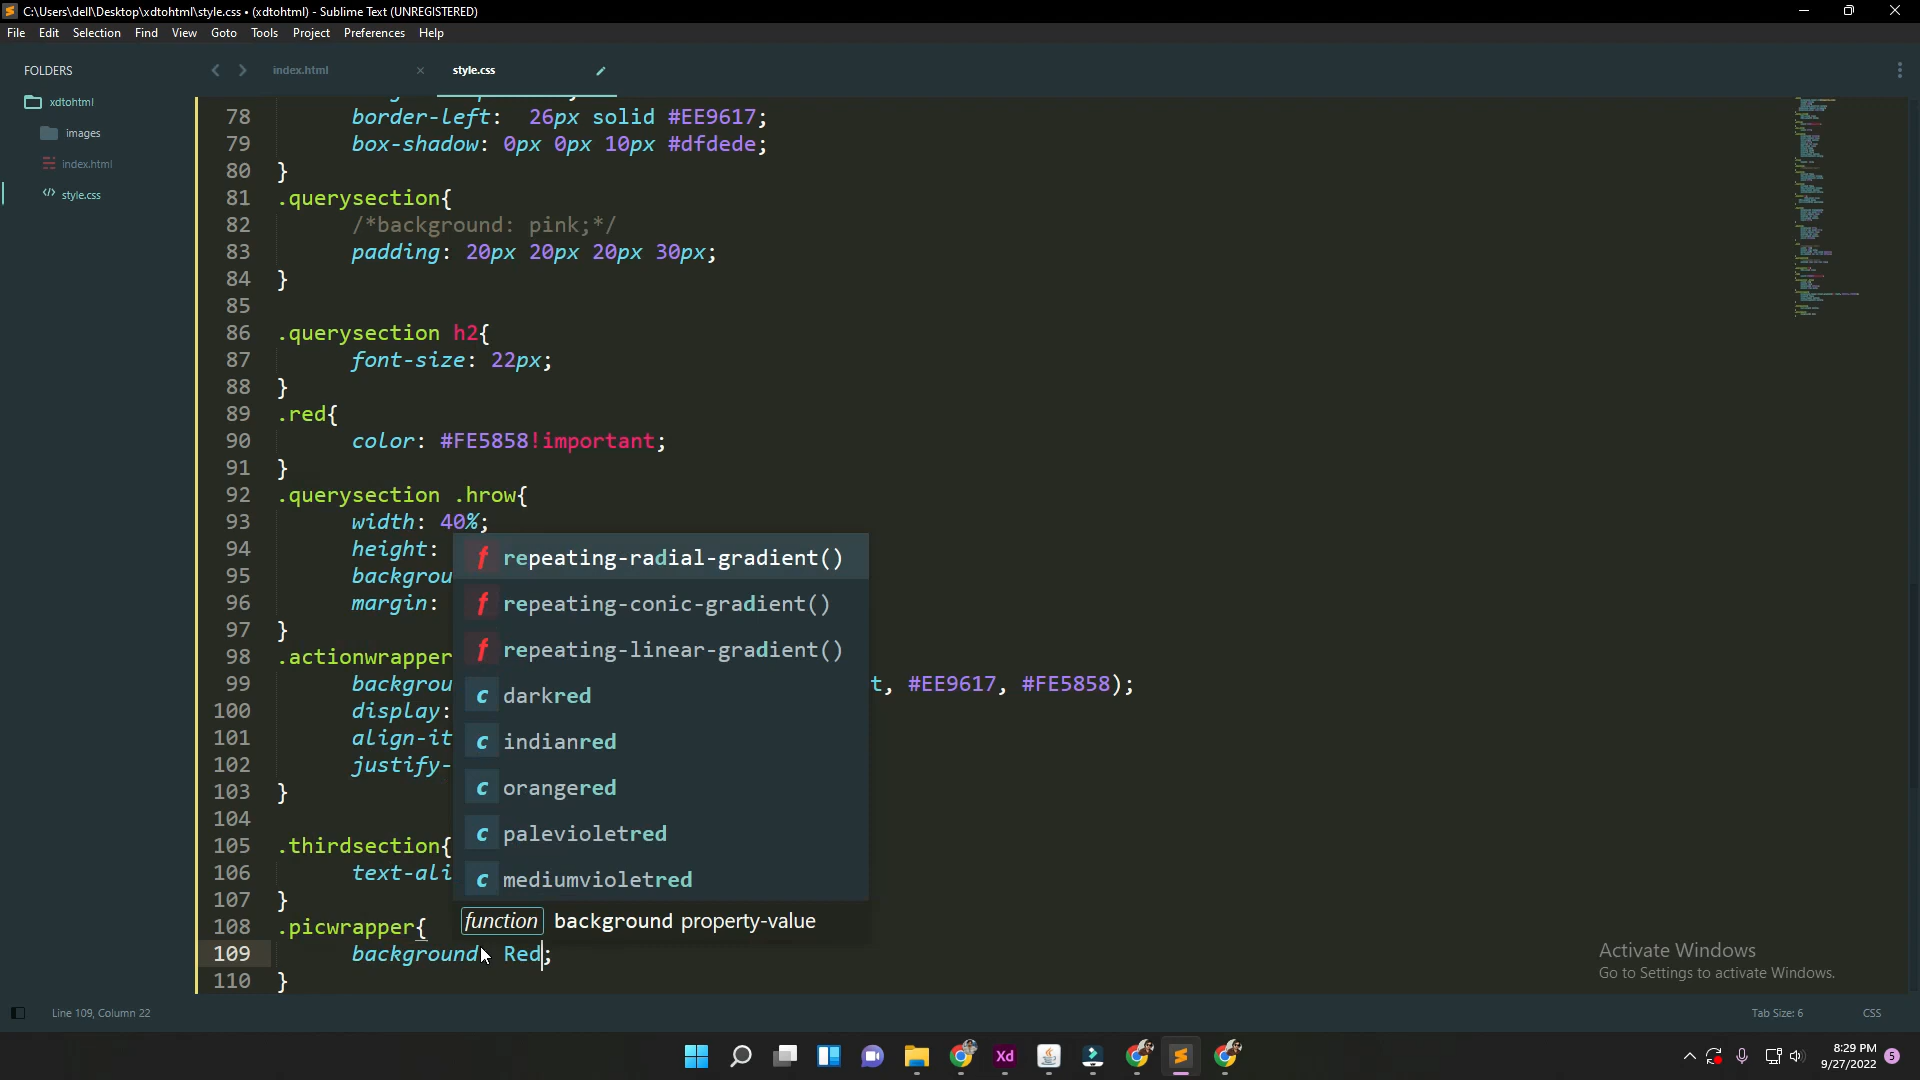 C:\Users\dell\Desktop\xdtohtml\style.css • (xdtohtml) - Sublime Text (UNREGISTERED)
File Edit Selection Find View Goto Tools Project Preferences Help
FOLDERS
xdtohtml
images
index.html
style.css
index.html × style.css
78 border-left: 26px solid #EE9617;
79 box-shadow: 0px 0px 10px #dfdede;
80 }
81 .querysection{
82 /*background: pink;*/
83 padding: 20px 20px 20px 30px;
84 }
85
86 .querysection h2{
87 font-size: 22px;
88 }
89 .red{
90 color: #FE5858!important;
91 }
92 .querysection .hrow{
93 width: 40%;
94 height:
95 backgrou
96 margin:
97 }
98 .actionwrapper
99 backgrou t, #EE9617, #FE5858);
100 display:
101 align-it
102 justify-
103 }
104
105 .thirdsection{
106 text-ali
107 }
108 .picwrapper{
109 background Red;
110 }
f repeating-radial-gradient()
f repeating-conic-gradient()
f repeating-linear-gradient()
c darkred
c indianred
c orangered
c palevioletred
c mediumvioletred
function background property-value
Activate Windows
Go to Settings to activate Windows.
Line 109, Column 22
Tab Size: 6 CSS
Xd
8:29 PM
9/27/2022
5